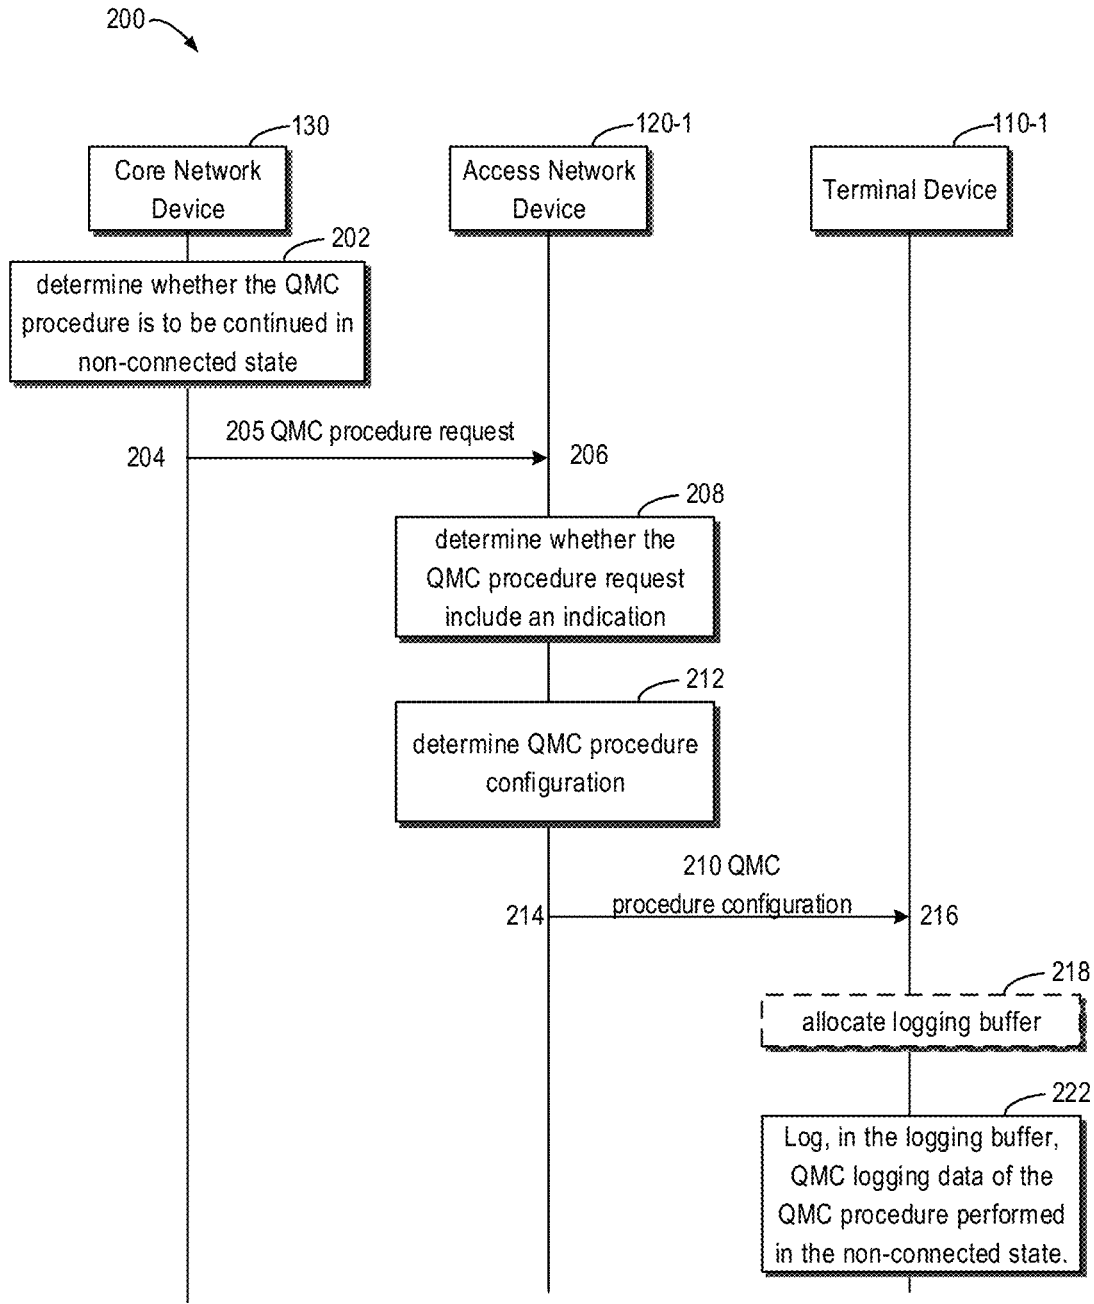 200
130
120-1
110-1
Core Network
Device
Access Network
Device
Terminal Device
202
determine whether the QMC
procedure is to be continued in
non-connected state
205 QMC procedure request
204
206
208
determine whether the
QMC procedure request
include an indication
212
determine QMC procedure
configuration
210 QMC
procedure configuration
214
216
218
allocate logging buffer
222
Log, in the logging buffer,
QMC logging data of the
QMC procedure performed
in the non-connected state.